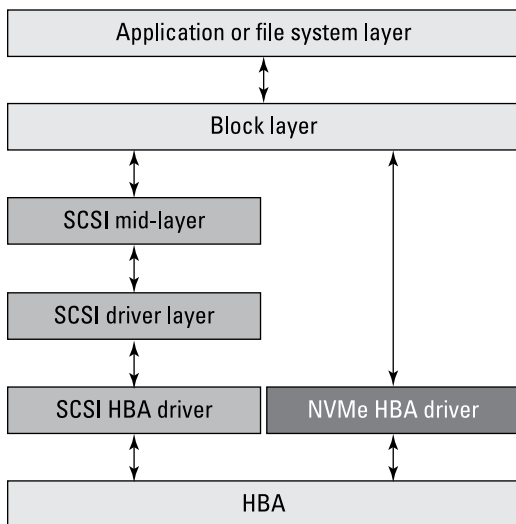 Application or file system layer
Block layer
SCSI mid-layer
SCSI driver layer
SCSI HBA driver
NVMe HBA driver
HBA